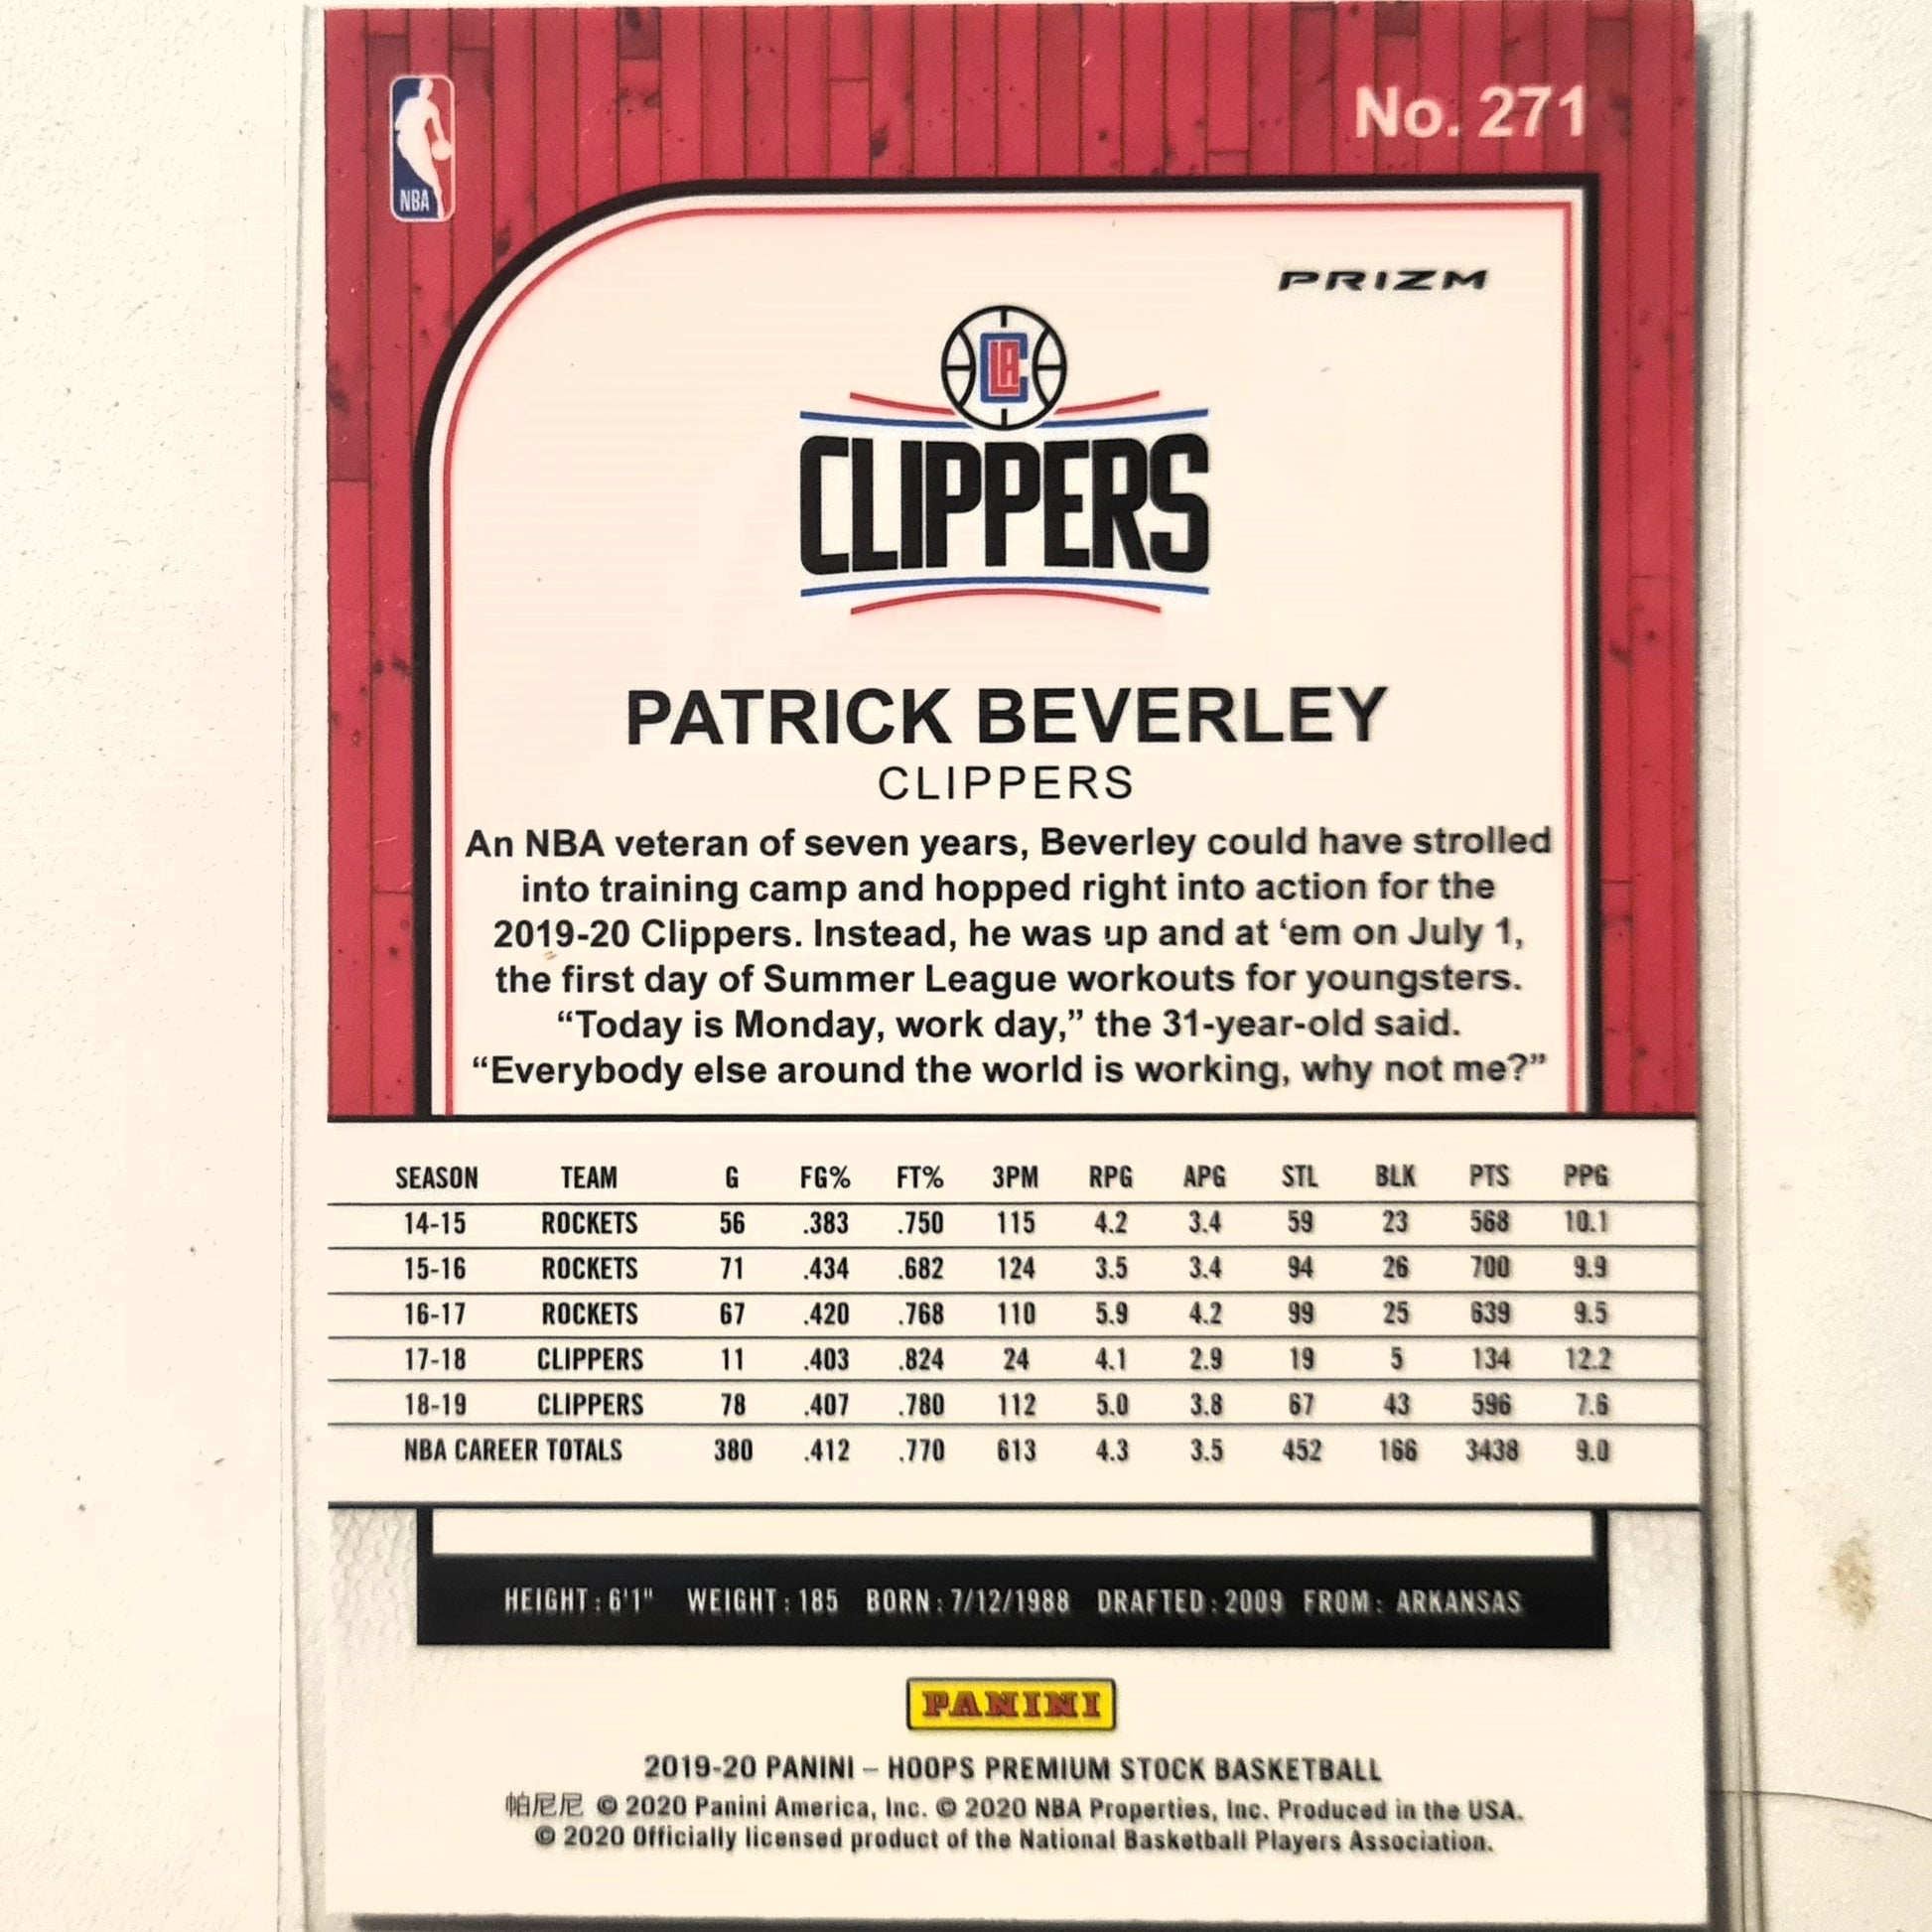 No. 271
NBA
PRIZM
LAC
CLIPPERS
PATRICK BEVERLEY
CLIPPERS
An NBA veteran of seven years, Beverley could have strolled
into training camp and hopped right into action for the
2019-20 Clippers. Instead, he was up and at ‘em on July 1,
the first day of Summer League workouts for youngsters.
“Today is Monday, work day,” the 31-year-old said.
“Everybody else around the world is working, why not me?”
SEASON TEAM G FG% FT% 3PM RPG APG STL BLK PTS PPG
14-15 ROCKETS 56 .383 .750 115 4.2 3.4 59 23 568 10.1
15-16 ROCKETS 71 .434 .682 124 3.5 3.4 94 26 700 9.9
16-17 ROCKETS 67 .420 .768 110 5.9 4.2 99 25 639 9.5
17-18 CLIPPERS 11 .403 .824 24 4.1 2.9 19 5 134 12.2
18-19 CLIPPERS 78 .407 .780 112 5.0 3.8 67 43 596 7.6
NBA CAREER TOTALS 380 .412 .770 613 4.3 3.5 452 166 3438 9.0
HEIGHT: 6'1" WEIGHT: 185 BORN: 7/12/1988 DRAFTED: 2009 FROM: ARKANSAS
PANINI
2019-20 PANINI – HOOPS PREMIUM STOCK BASKETBALL
帕尼尼 © 2020 Panini America, Inc. © 2020 NBA Properties, Inc. Produced in the USA.
© 2020 Officially licensed product of the National Basketball Players Association.